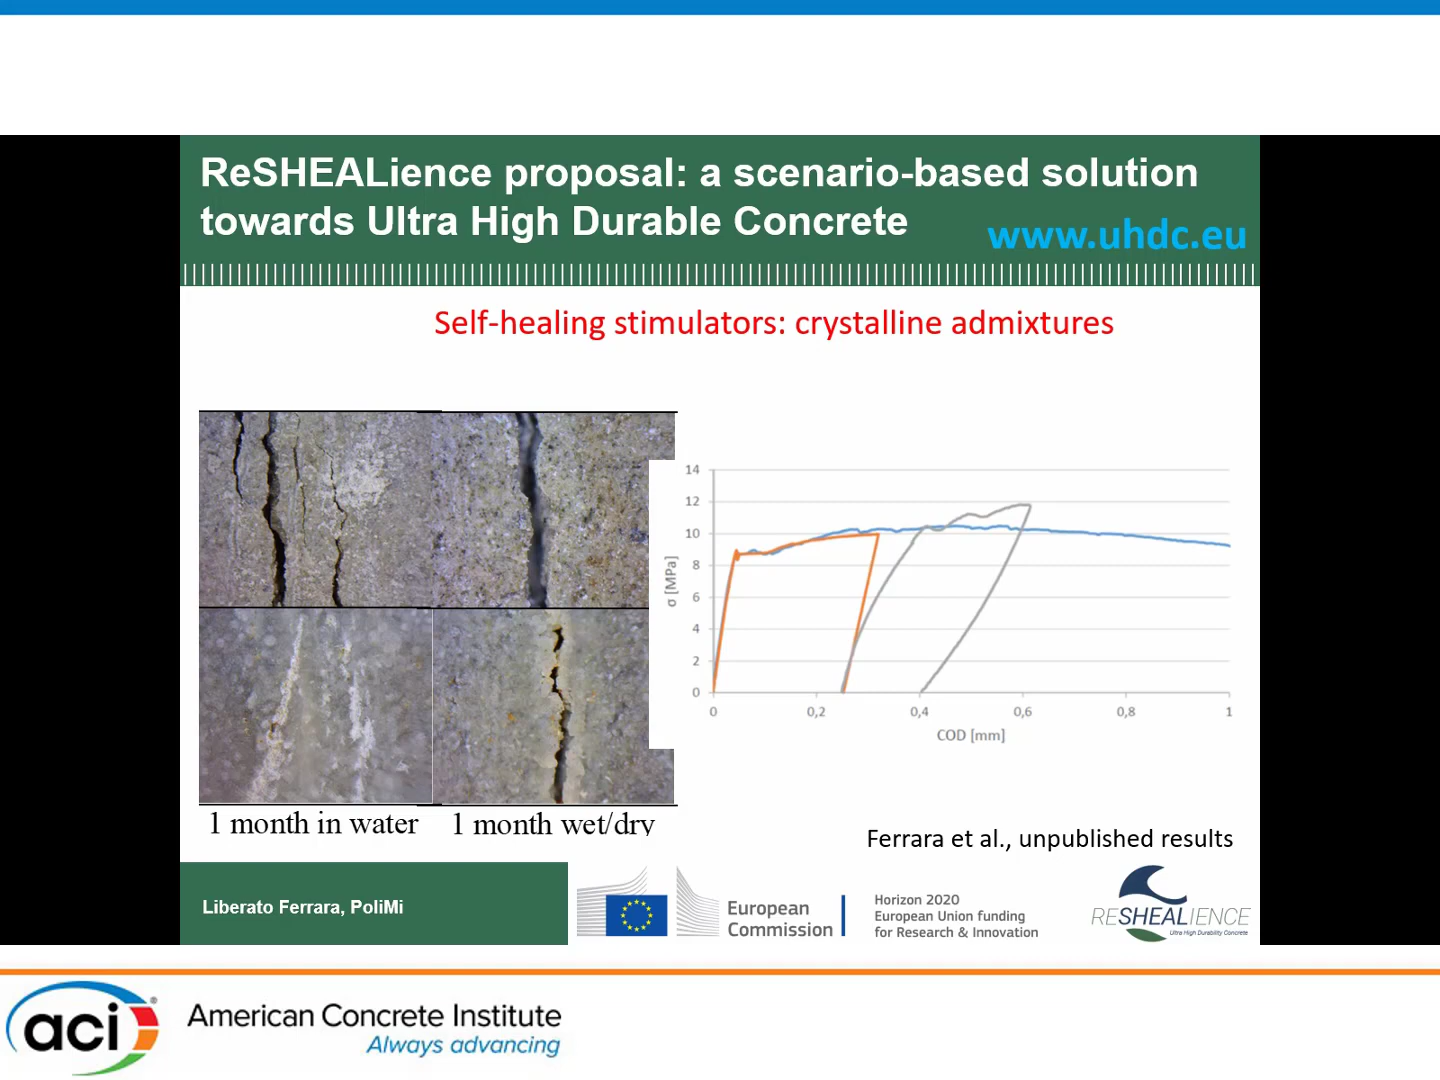 ReSHEALience proposal: a scenario-based solution
towards Ultra High Durable Concrete
www.uhdc.eu
Self-healing stimulators: crystalline admixtures
14
12
10
8
6
4
2
0
σ [MPa]
0
0,2
0,4
0,6
0,8
1
COD [mm]
1 month in water
1 month wet/dry
Ferrara et al., unpublished results
Liberato Ferrara, PoliMi
European
Commission
Horizon 2020
European Union funding
for Research & Innovation
RESHEALIENCE
Ultra High Durability Concrete
aci®
American Concrete Institute
Always advancing